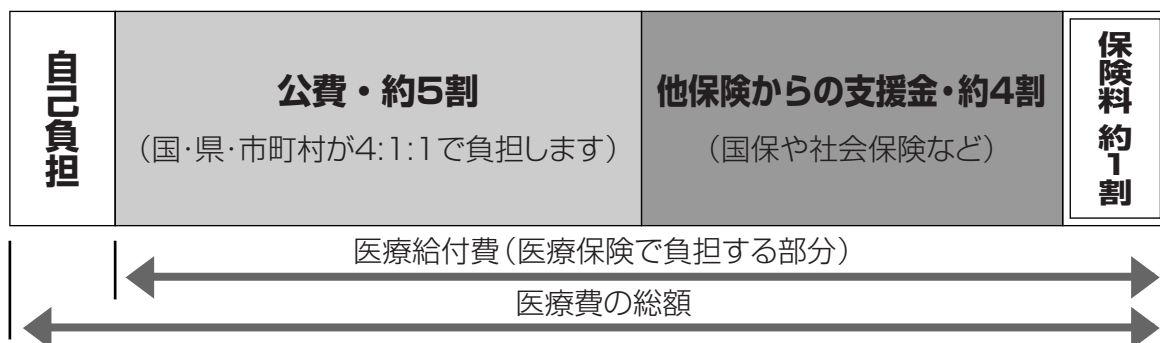 自己負担
公費・約5割
（国・県・市町村が4:1:1で負担します）
他保険からの支援金・約4割
（国保や社会保険など）
保険料 約1割
医療給付費（医療保険で負担する部分）
医療費の総額